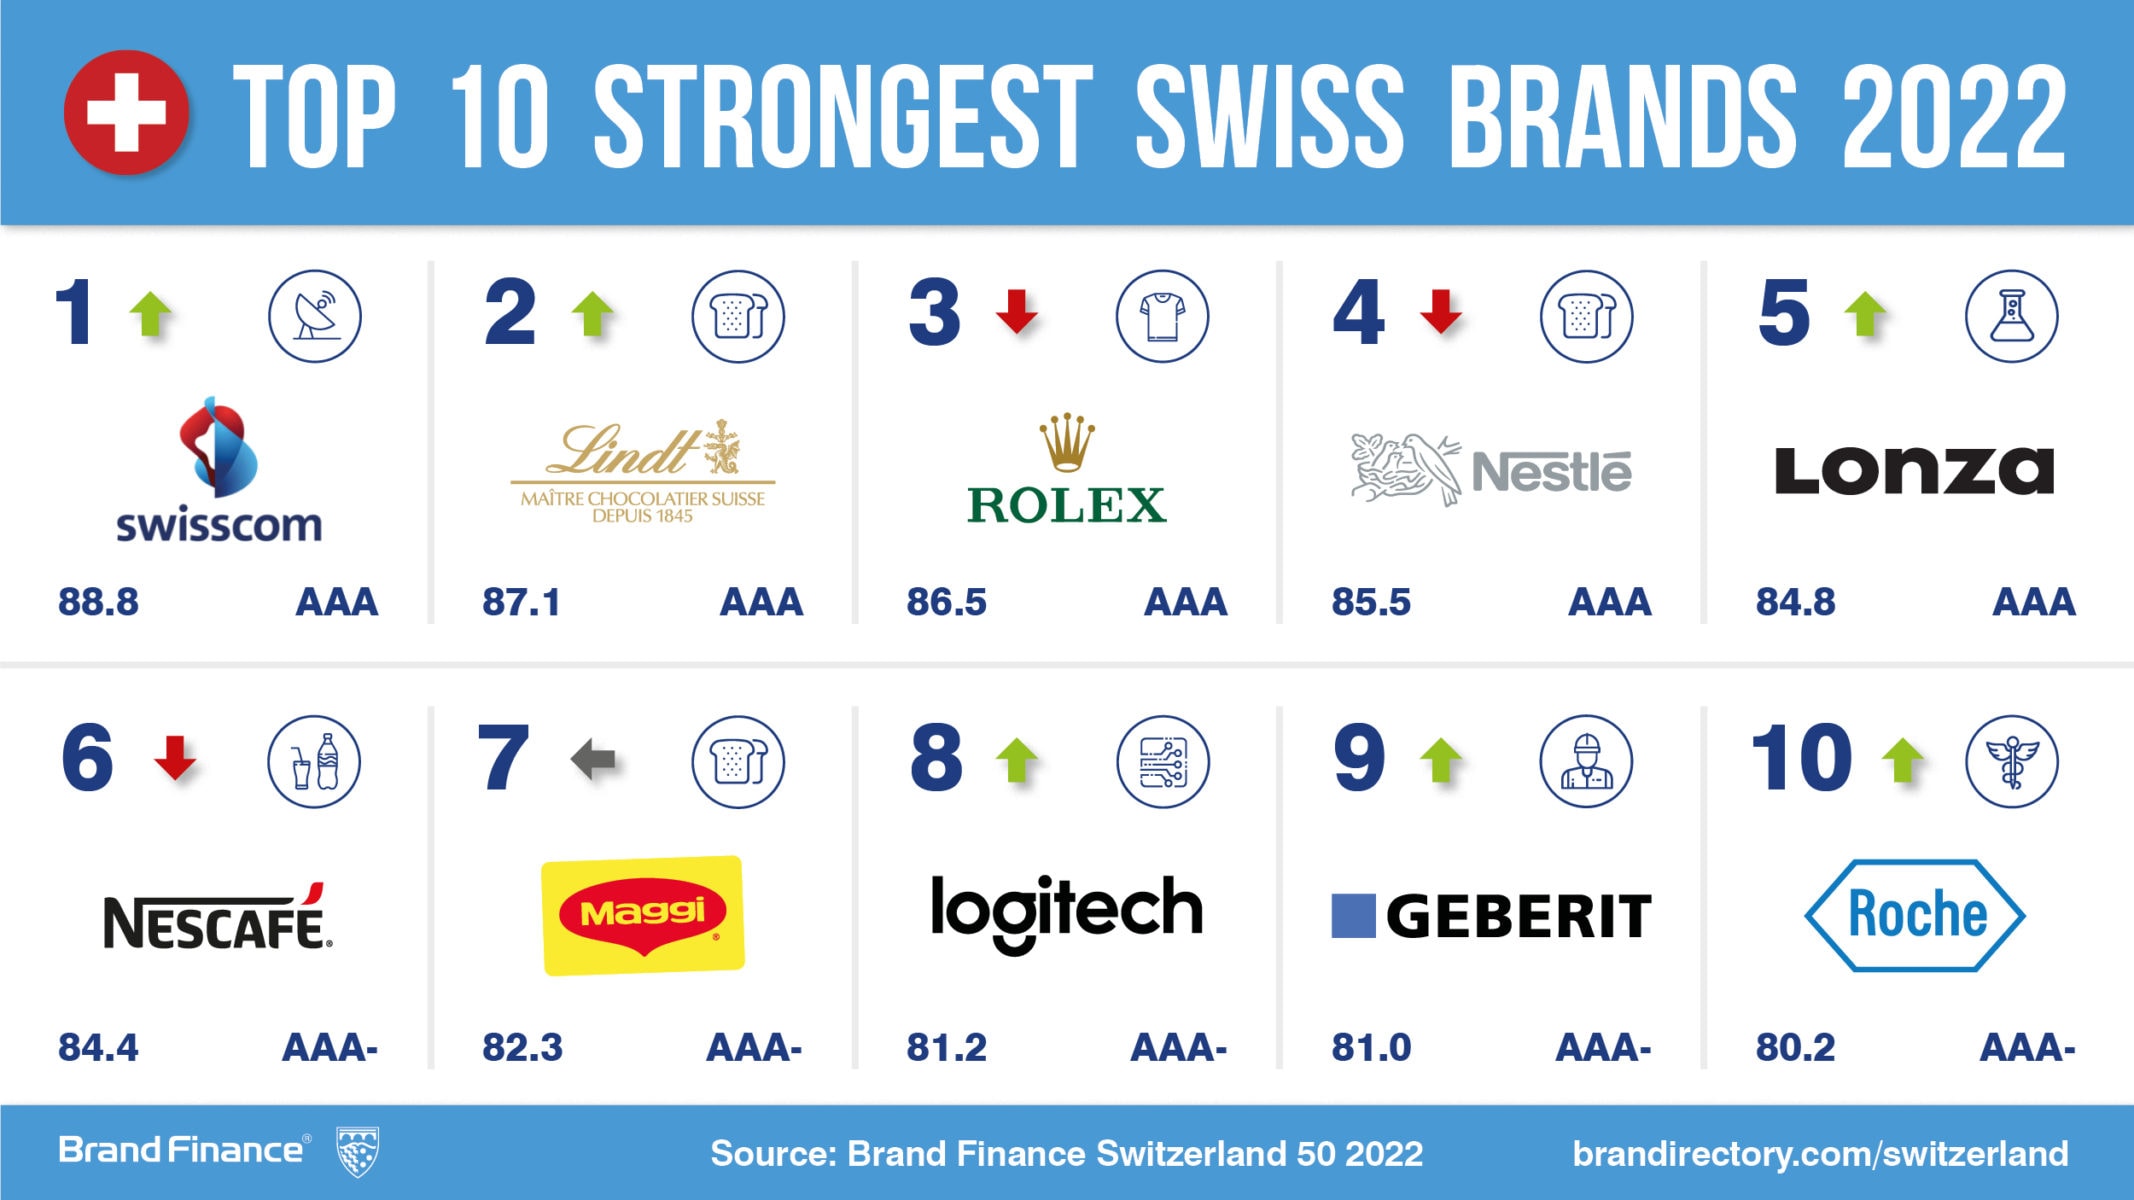 TOP 10 STRONGEST SWISS BRANDS 2022
1
swisscom
88.8 AAA
2
Lindt
MAÎTRE CHOCOLATIER SUISSE
DEPUIS 1845
87.1 AAA
3
ROLEX
86.5 AAA
4
Nestlé
85.5 AAA
5
Lonza
84.8 AAA
6
NESCAFÉ®
84.4 AAA-
7
Maggi®
82.3 AAA-
8
logitech
81.2 AAA-
9
GEBERIT
81.0 AAA-
10
Roche
80.2 AAA-
Brand Finance® Source: Brand Finance Switzerland 50 2022 brandirectory.com/switzerland